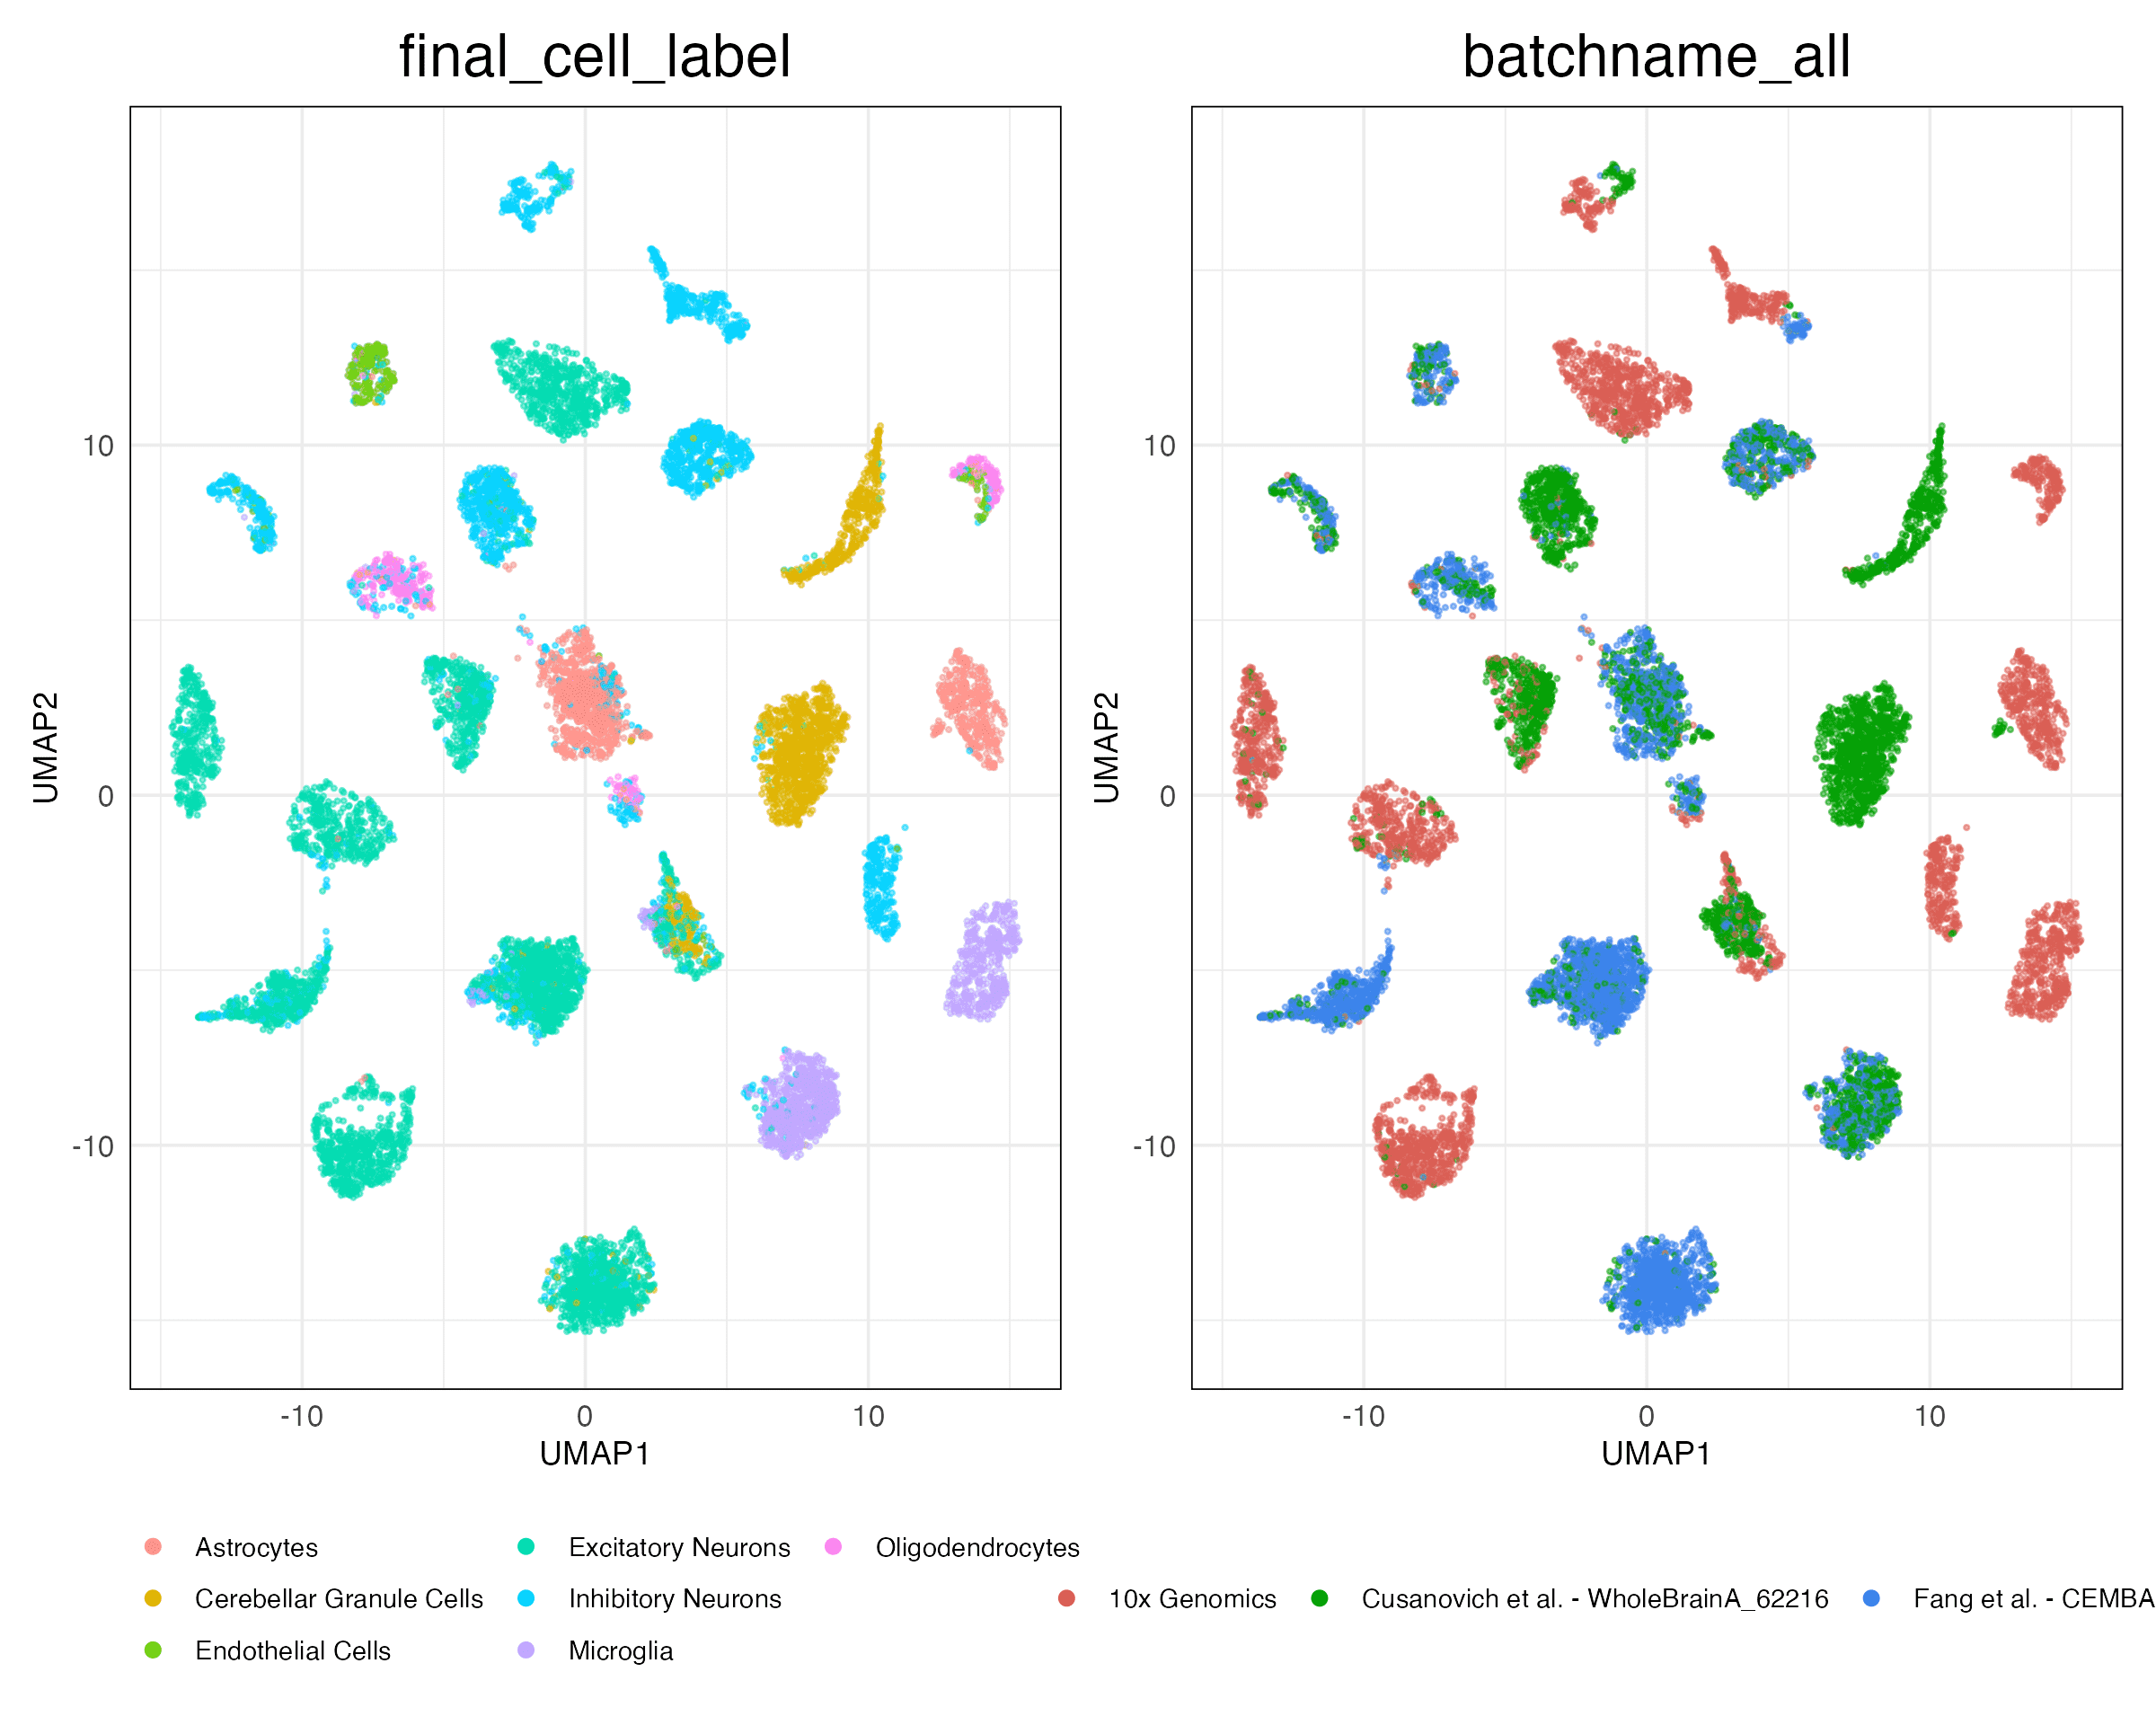 final_cell_label
batchname_all
UMAP2
10
0
-10
-10
0
10
UMAP1
UMAP2
10
0
-10
-10
0
10
UMAP1
Astrocytes
Excitatory Neurons
Oligodendrocytes
Cerebellar Granule Cells
Inhibitory Neurons
Endothelial Cells
Microglia
10x Genomics
Cusanovich et al. - WholeBrainA_62216
Fang et al. - CEMBA